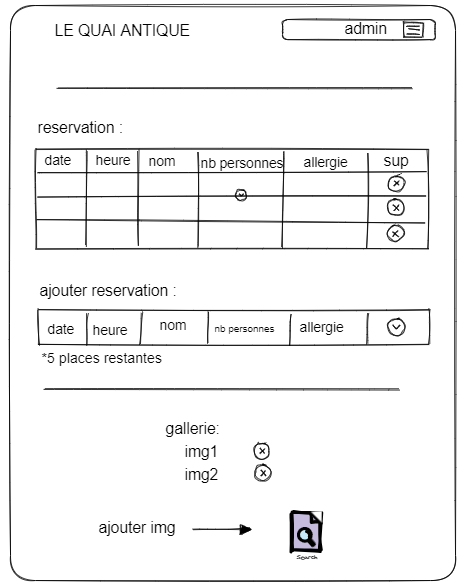 LE QUAI ANTIQUE
admin
reservation :
date heure nom nb personnes allergie sup
ajouter reservation :
date heure nom nb personnes allergie
*5 places restantes
gallerie:
img1
img2
ajouter img
Search